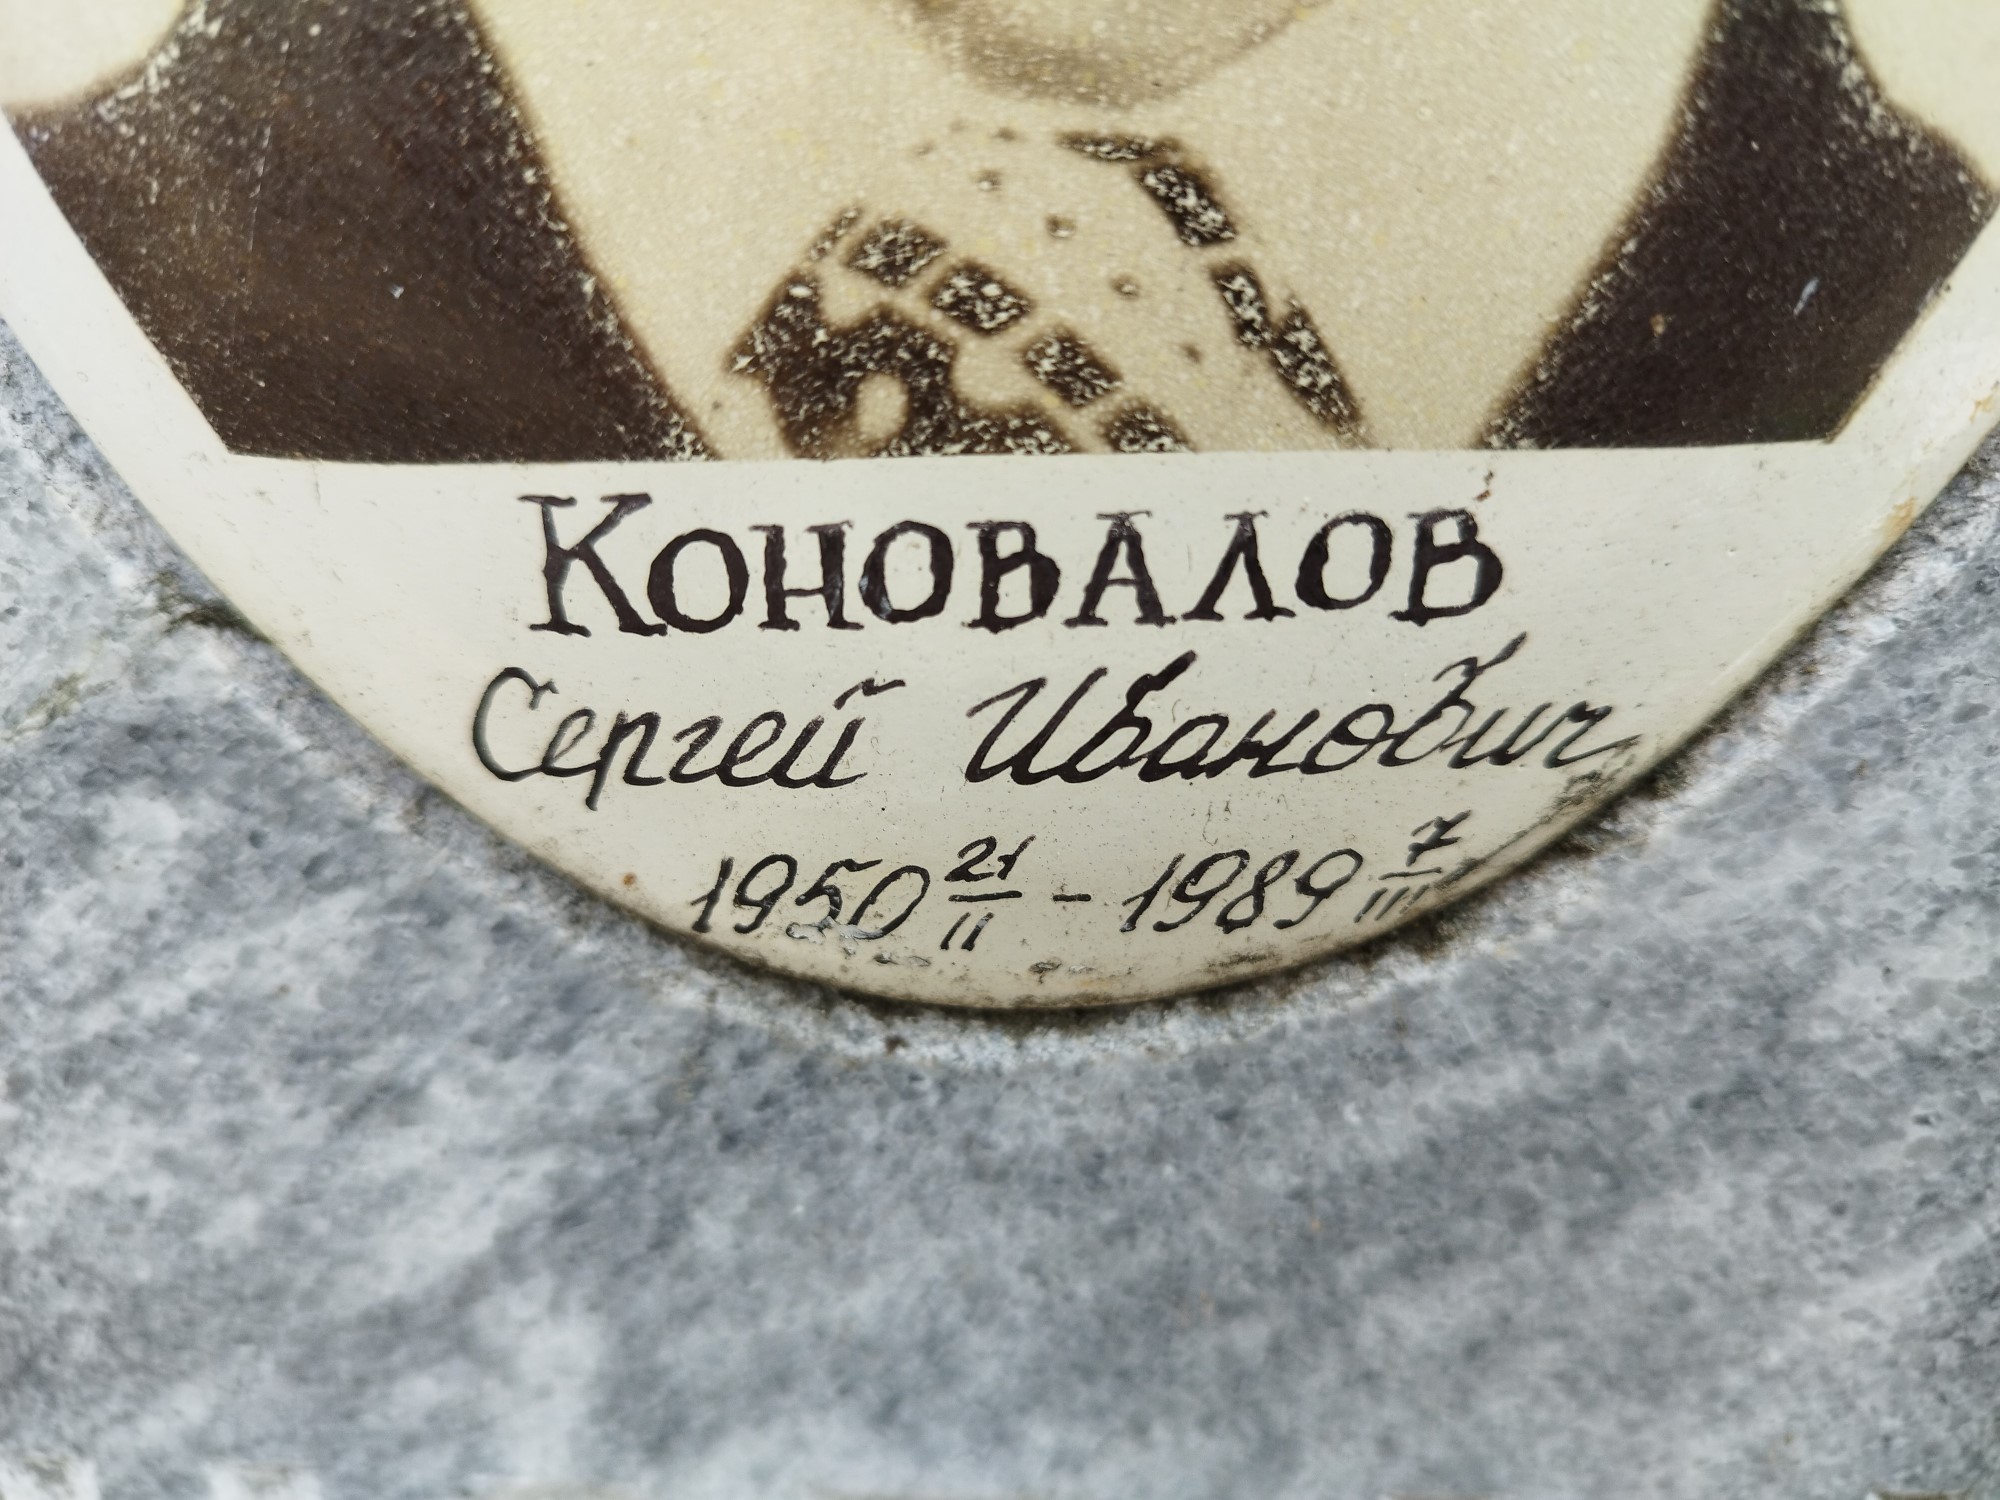 Коновалов
Сергей Иванович
1950 21/II - 1989 7/III